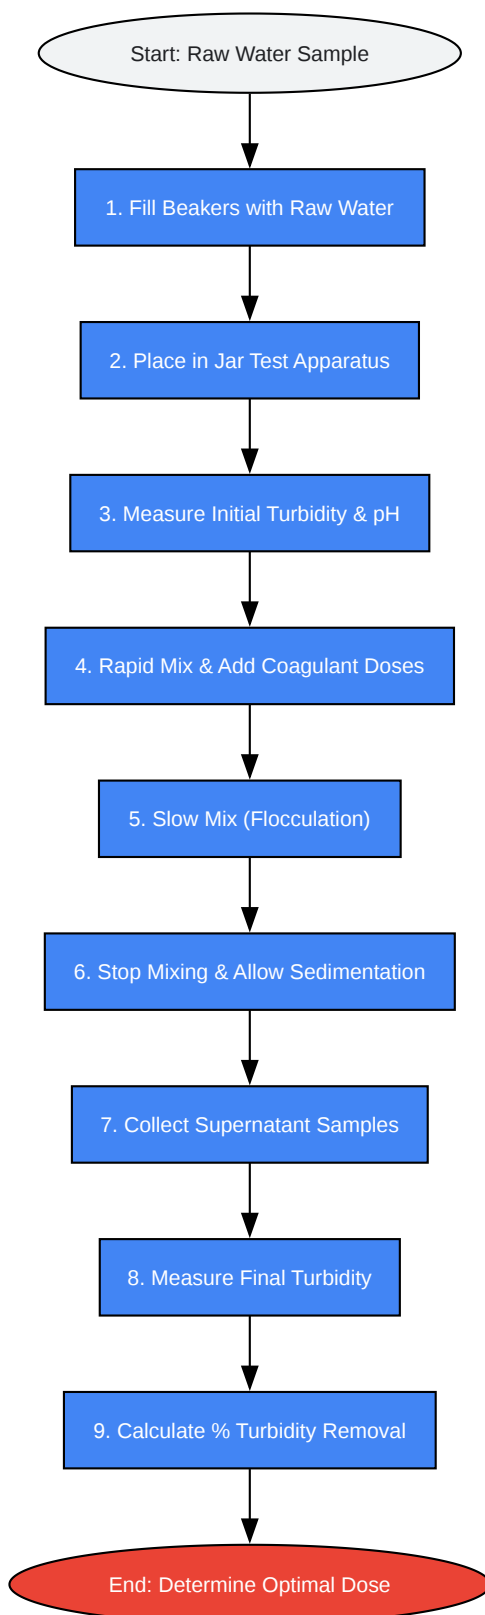 Start: Raw Water Sample
1. Fill Beakers with Raw Water
2. Place in Jar Test Apparatus
3. Measure Initial Turbidity & pH
4. Rapid Mix & Add Coagulant Doses
5. Slow Mix (Flocculation)
6. Stop Mixing & Allow Sedimentation
7. Collect Supernatant Samples
8. Measure Final Turbidity
9. Calculate % Turbidity Removal
End: Determine Optimal Dose